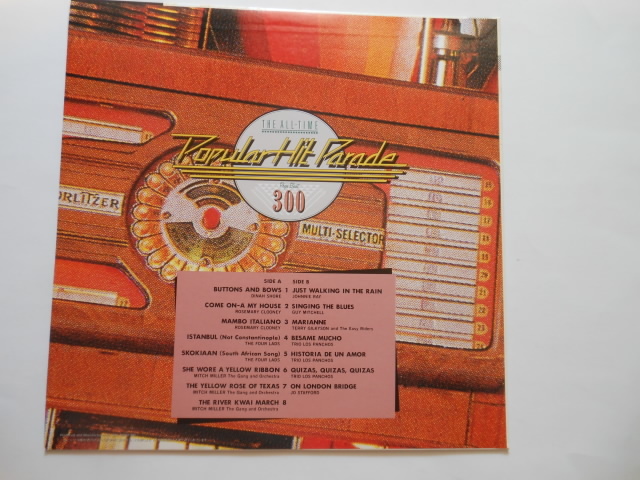 THE ALL-TIME
Popular Hit Parade
Pops Best
300
MULTI-SELECTOR
SIDE A
BUTTONS AND BOWS 1
DINAH SHORE
COME ON-A MY HOUSE 2
ROSEMARY CLOONEY
MAMBO ITALIANO 3
ROSEMARY CLOONEY
ISTANBUL (Not Constantinople) 4
THE FOUR LADS
SKOKIAAN (South African Song) 5
THE FOUR LADS
SHE WORE A YELLOW RIBBON 6
MITCH MILLER The Gang and Orchestra
THE YELLOW ROSE OF TEXAS 7
MITCH MILLER The Gang and Orchestra
THE RIVER KWAI MARCH 8
MITCH MILLER The Gang and Orchestra
SIDE B
JUST WALKING IN THE RAIN
JOHNNIE RAY
SINGING THE BLUES
GUY MITCHELL
MARIANNE
TERRY GILKYSON and The Easy Riders
BESAME MUCHO
TRIO LOS PANCHOS
HISTORIA DE UN AMOR
TRIO LOS PANCHOS
QUIZAS, QUIZAS, QUIZAS
TRIO LOS PANCHOS
ON LONDON BRIDGE
JO STAFFORD